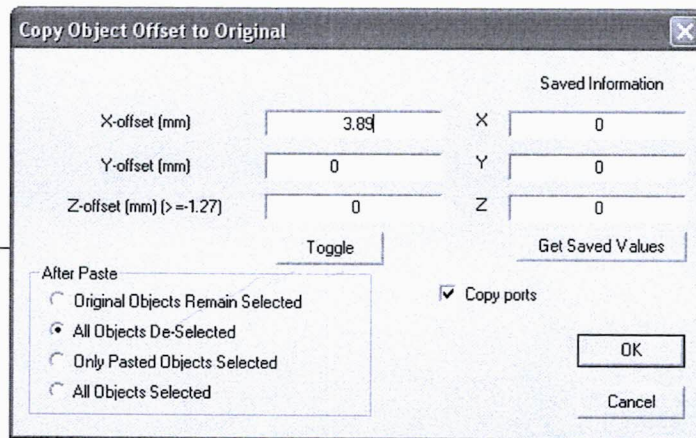 Copy Object Offset to Original
Saved Information
X-offset (mm) 3.89 X 0
Y-offset (mm) 0 Y 0
Z-offset (mm) (>=-1.27) 0 Z 0
Toggle Get Saved Values
After Paste
Original Objects Remain Selected
Copy ports
All Objects De-Selected
Only Pasted Objects Selected
OK
All Objects Selected
Cancel